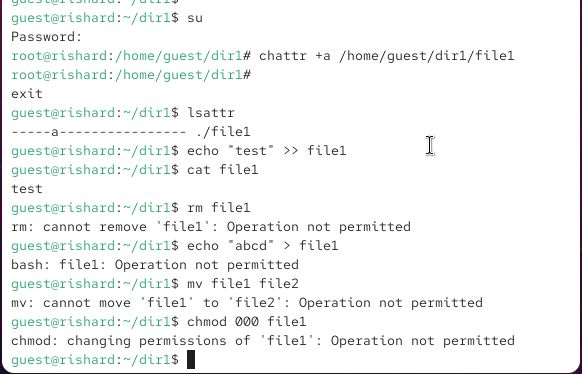 guest@rishard:~/dir1$ su
Password:
root@rishard:/home/guest/dir1# chattr +a /home/guest/dir1/file1
root@rishard:/home/guest/dir1#
exit
guest@rishard:~/dir1$ lsattr
-----a---------------- ./file1
guest@rishard:~/dir1$ echo "test" >> file1
guest@rishard:~/dir1$ cat file1
test
guest@rishard:~/dir1$ rm file1
rm: cannot remove 'file1': Operation not permitted
guest@rishard:~/dir1$ echo "abcd" > file1
bash: file1: Operation not permitted
guest@rishard:~/dir1$ mv file1 file2
mv: cannot move 'file1' to 'file2': Operation not permitted
guest@rishard:~/dir1$ chmod 000 file1
chmod: changing permissions of 'file1': Operation not permitted
guest@rishard:~/dir1$